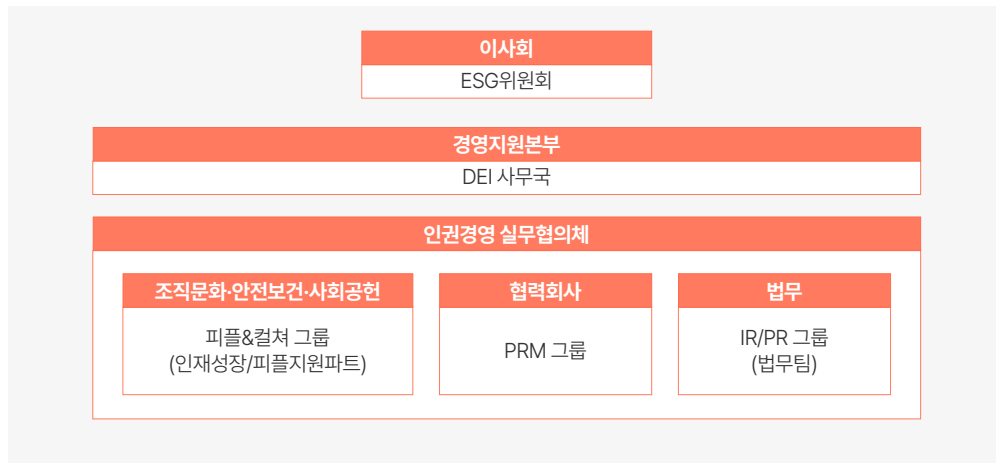 이사회
ESG위원회
경영지원본부
DEI 사무국
인권경영 실무협의체
조직문화·안전보건·사회공헌
피플&컬쳐 그룹
(인재성장/피플지원파트)
협력회사
PRM 그룹
법무
IR/PR 그룹
(법무팀)